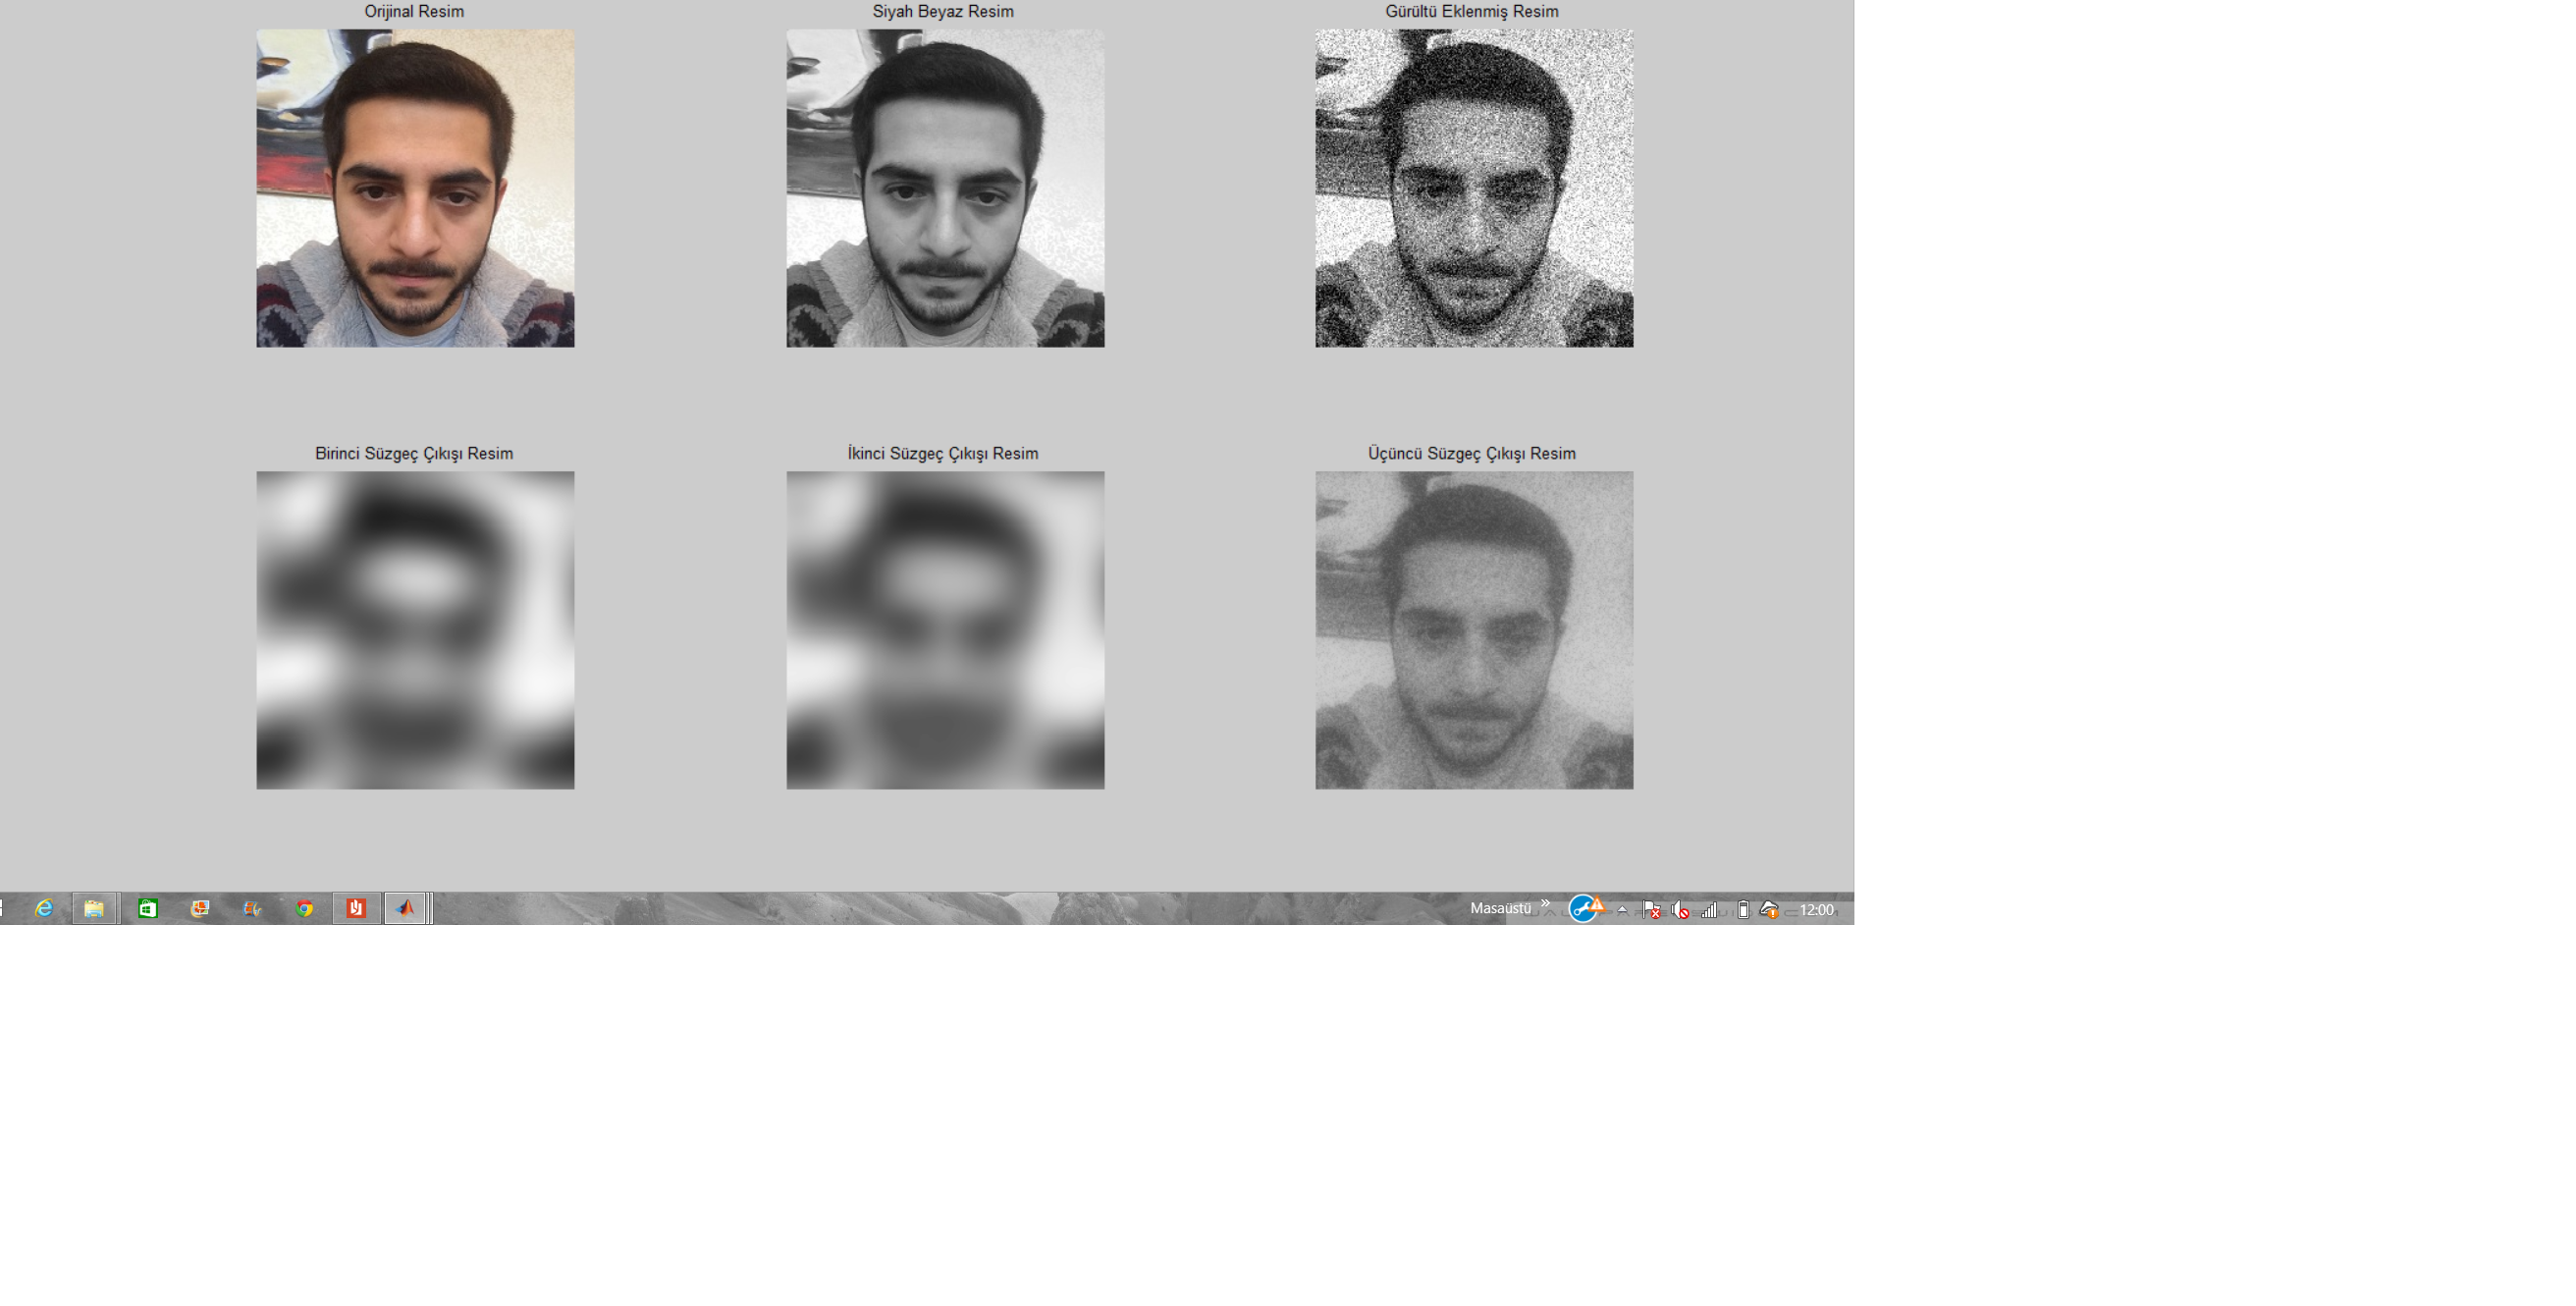 Orijinal Resim
Siyah Beyaz Resim
Gürültü Eklenmiş Resim
Birinci Süzgeç Çıkışı Resim
İkinci Süzgeç Çıkışı Resim
Üçüncü Süzgeç Çıkışı Resim
Masaüstü
12:00